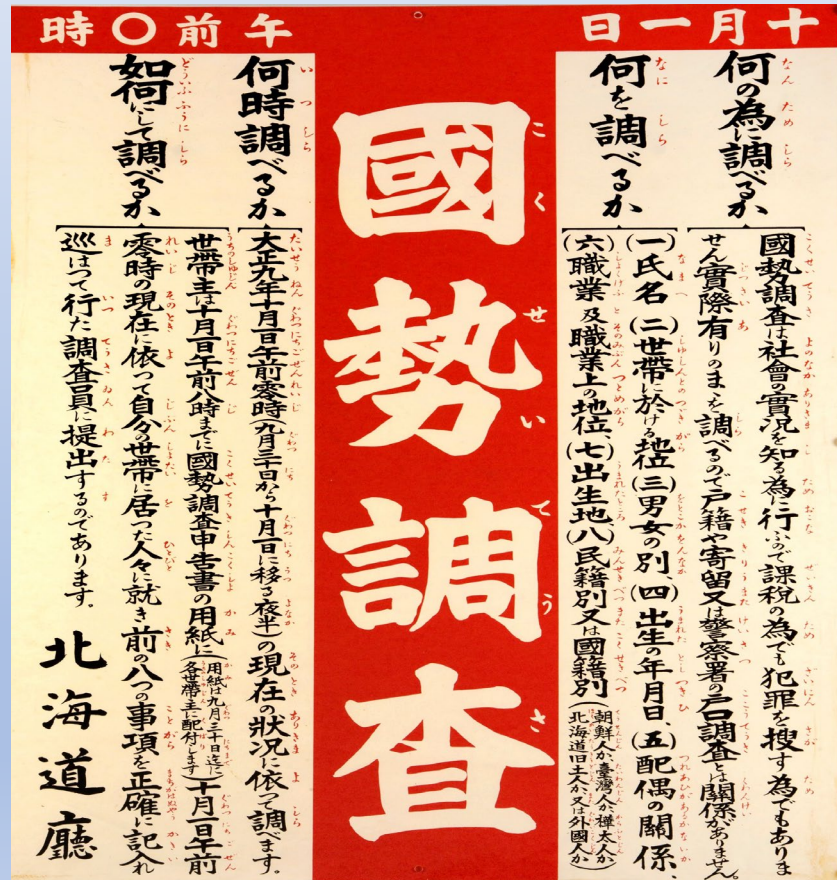 十月一日
午前〇時
何の為に調べるか
國勢調査は社會の實況を知る為に行ふので課税の為でも犯罪を捜す為でもありま
せん實際有りのまゝを調べるので戸籍や寄留又は警察署の戸口調査とは關係がありません。
何を調べるか
(一)氏名(二)世帯に於ける地位(三)男女の別、(四)出生の年月日、(五)配偶の關係、
(六)職業及職業上の地位、(七)出生地(八)民籍別又は國籍別(朝鮮人か臺灣人か樺太人か
北海道旧土人か、又は外國人か)
國勢調査
こくせいてうさ
何時調べるか
大正九年十月一日午前零時(九月三十日から十月一日に移る夜半)の現在の狀況に依つて調べます。
如何にして調べるか
世帯主は十月一日午前八時までに國勢調査申告書の用紙に(用紙は九月三十日迄に
各世帯主に配付します)十月一日午前
零時の現在に依つて自分の世帯に居つた人々に就き前の八つの事項を正確に記入れ
巡はつて行た調査員に提出するのであります。
北海道廳